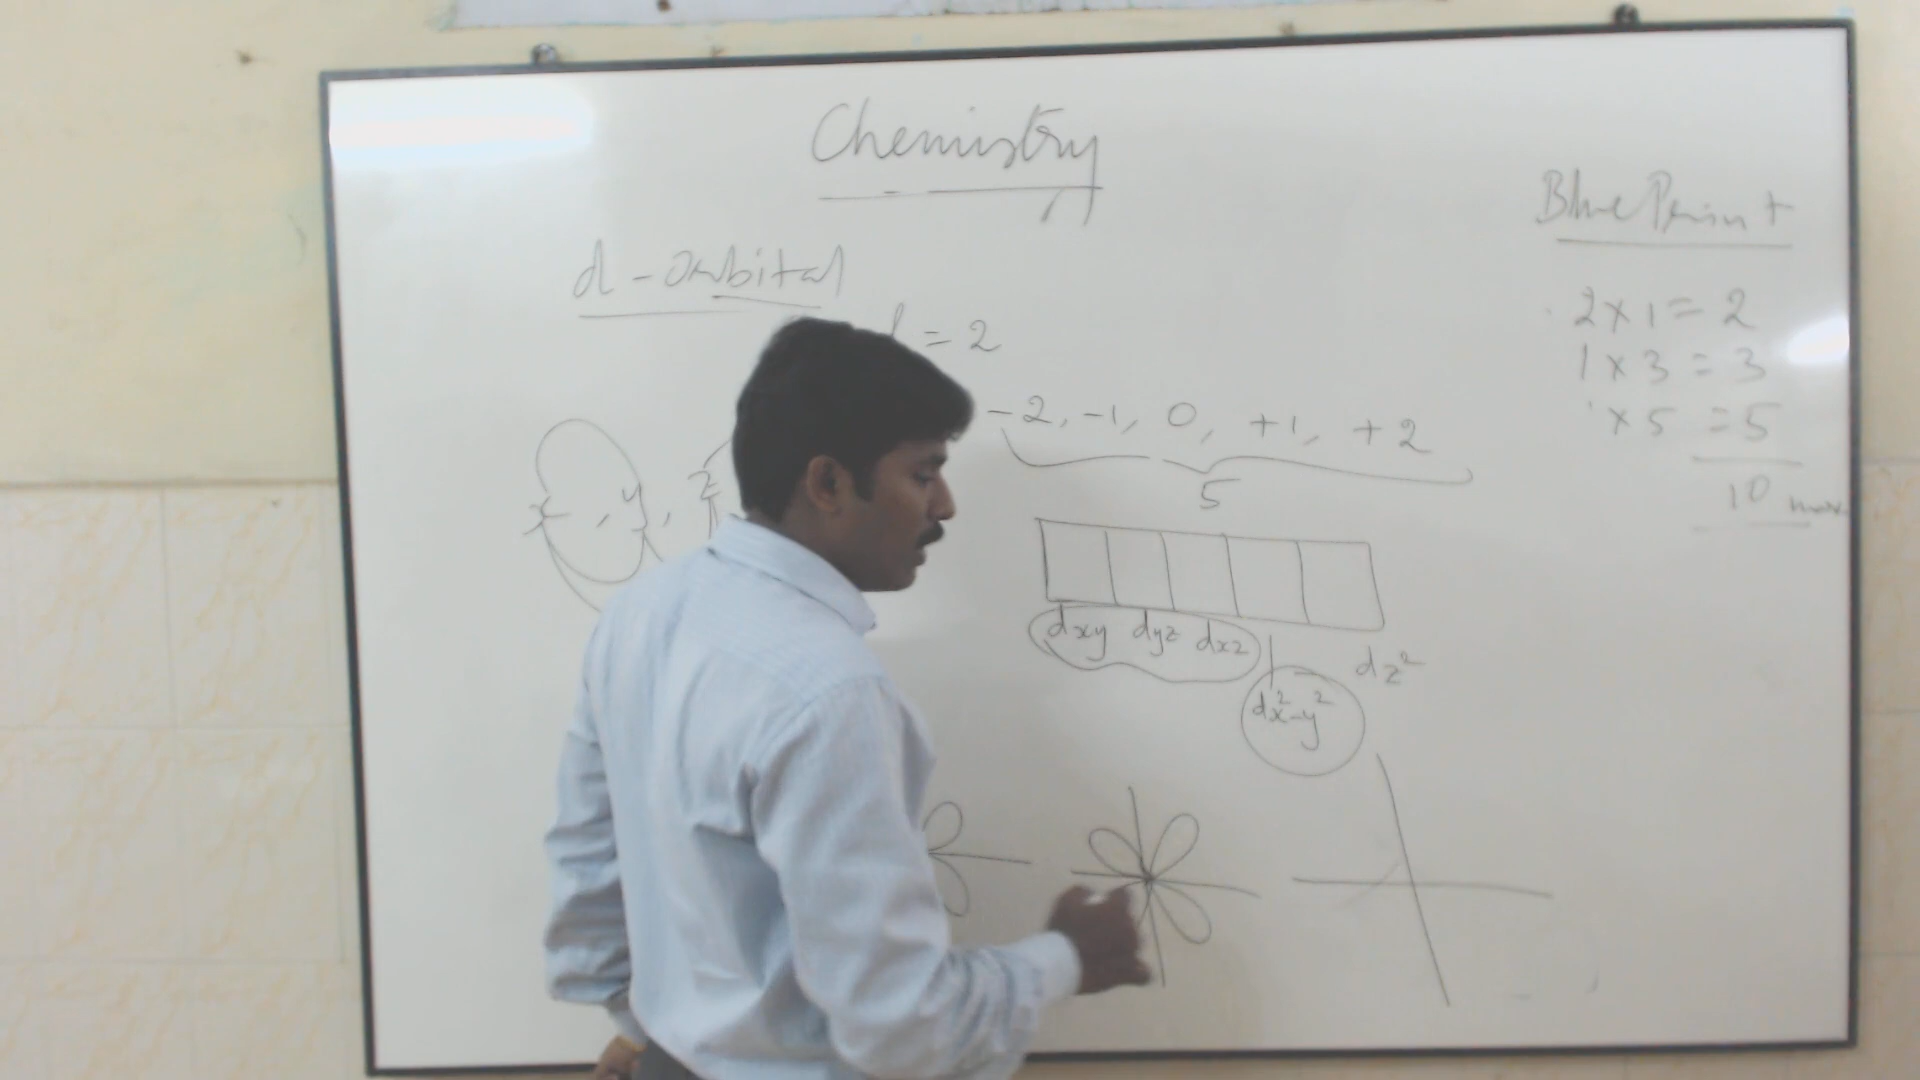 Chemistry
d-orbital
l = 2
-2, -1, 0, +1, +2
5
x, y, z
dxy dyz dxz
dz²
dx²-y²
Blue Print
2 x 1 = 2
1 x 3 = 3
x 5 = 5
10